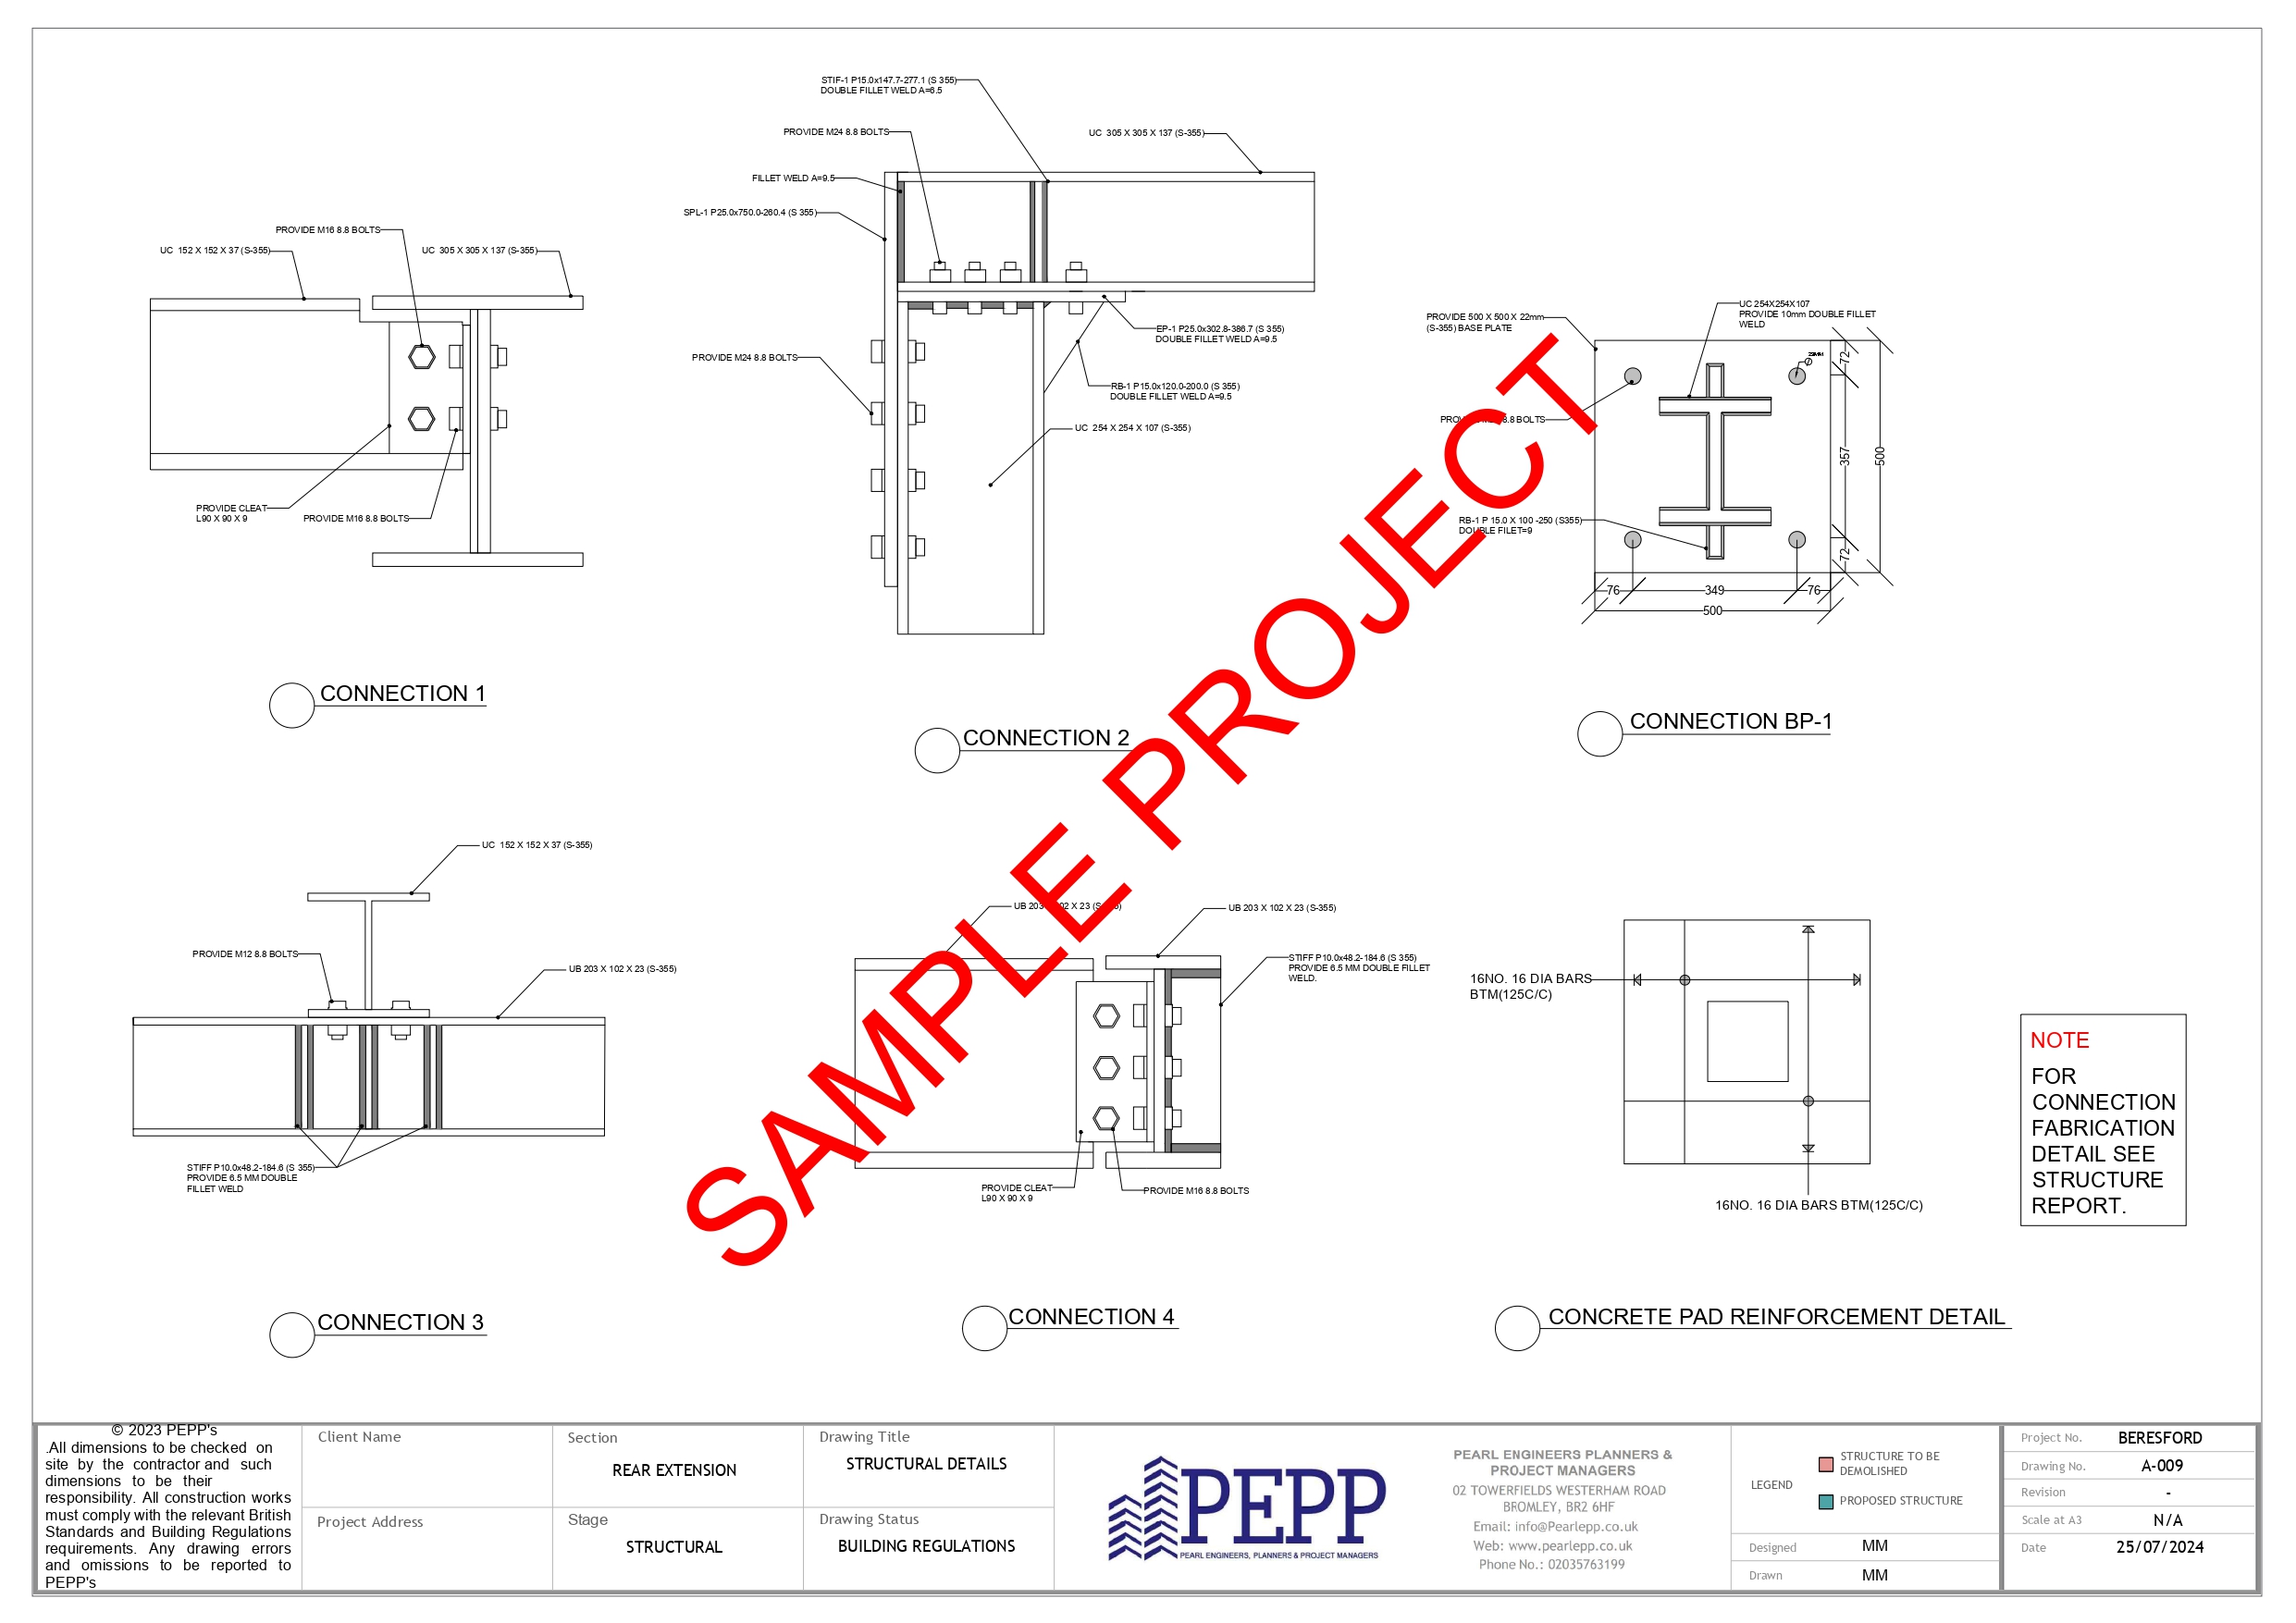 STIF-1 P15.0x147.7-277.1 (S 355)
DOUBLE FILLET WELD A=6.5
PROVIDE M24 8.8 BOLTS
UC 305 X 305 X 137 (S-355)
FILLET WELD A=9.5
SPL-1 P25.0x750.0-260.4 (S 355)
PROVIDE M16 8.8 BOLTS
UC 152 X 152 X 37 (S-355)
UC 305 X 305 X 137 (S-355)
PROVIDE CLEAT
L90 X 90 X 9
PROVIDE M16 8.8 BOLTS
EP-1 P25.0x302.8-386.7 (S 355)
DOUBLE FILLET WELD A=9.5
PROVIDE M24 8.8 BOLTS
RB-1 P15.0x120.0-200.0 (S 355)
DOUBLE FILLET WELD A=9.5
UC 254 X 254 X 107 (S-355)
UC 254X254X107
PROVIDE 10mm DOUBLE FILLET
WELD
PROVIDE 500 X 500 X 22mm
(S-355) BASE PLATE
8.8 BOLTS
RB-1 P 15.0 X 100 -250 (S355)
DOUBLE FILET=9
72
357
500
72
76
349
76
500
CONNECTION 1
CONNECTION 2
CONNECTION BP-1
SAMPLE PROJECT
UC 152 X 152 X 37 (S-355)
PROVIDE M12 8.8 BOLTS
UB 203 X 102 X 23 (S-355)
STIFF P10.0x48.2-184.6 (S 355)
PROVIDE 6.5 MM DOUBLE
FILLET WELD
UB 203 X 23
UB 203 X 102 X 23 (S-355)
STIFF P10.0x48.2-184.6 (S 355)
PROVIDE 6.5 MM DOUBLE FILLET
WELD.
PROVIDE CLEAT
L90 X 90 X 9
PROVIDE M16 8.8 BOLTS
16NO. 16 DIA BARS
BTM(125C/C)
16NO. 16 DIA BARS BTM(125C/C)
NOTE
FOR
CONNECTION
FABRICATION
DETAIL SEE
STRUCTURE
REPORT.
CONNECTION 3
CONNECTION 4
CONCRETE PAD REINFORCEMENT DETAIL
© 2023 PEPP's
.All dimensions to be checked on
site by the contractor and such
dimensions to be their
responsibility. All construction works
must comply with the relevant British
Standards and Building Regulations
requirements. Any drawing errors
and omissions to be reported to
PEPP's
Client Name
Project Address
Section
REAR EXTENSION
Stage
STRUCTURAL
Drawing Title
STRUCTURAL DETAILS
Drawing Status
BUILDING REGULATIONS
PEPP
PEARL ENGINEERS, PLANNERS & PROJECT MANAGERS
PEARL ENGINEERS PLANNERS &
PROJECT MANAGERS
02 TOWERFIELDS WESTERHAM ROAD
BROMLEY, BR2 6HF
Email: info@Pearlepp.co.uk
Web: www.pearlepp.co.uk
Phone No.: 02035763199
LEGEND
STRUCTURE TO BE
DEMOLISHED
PROPOSED STRUCTURE
Designed MM
Drawn MM
Project No. BERESFORD
Drawing No. A-009
Revision -
Scale at A3 N/A
Date 25/07/2024